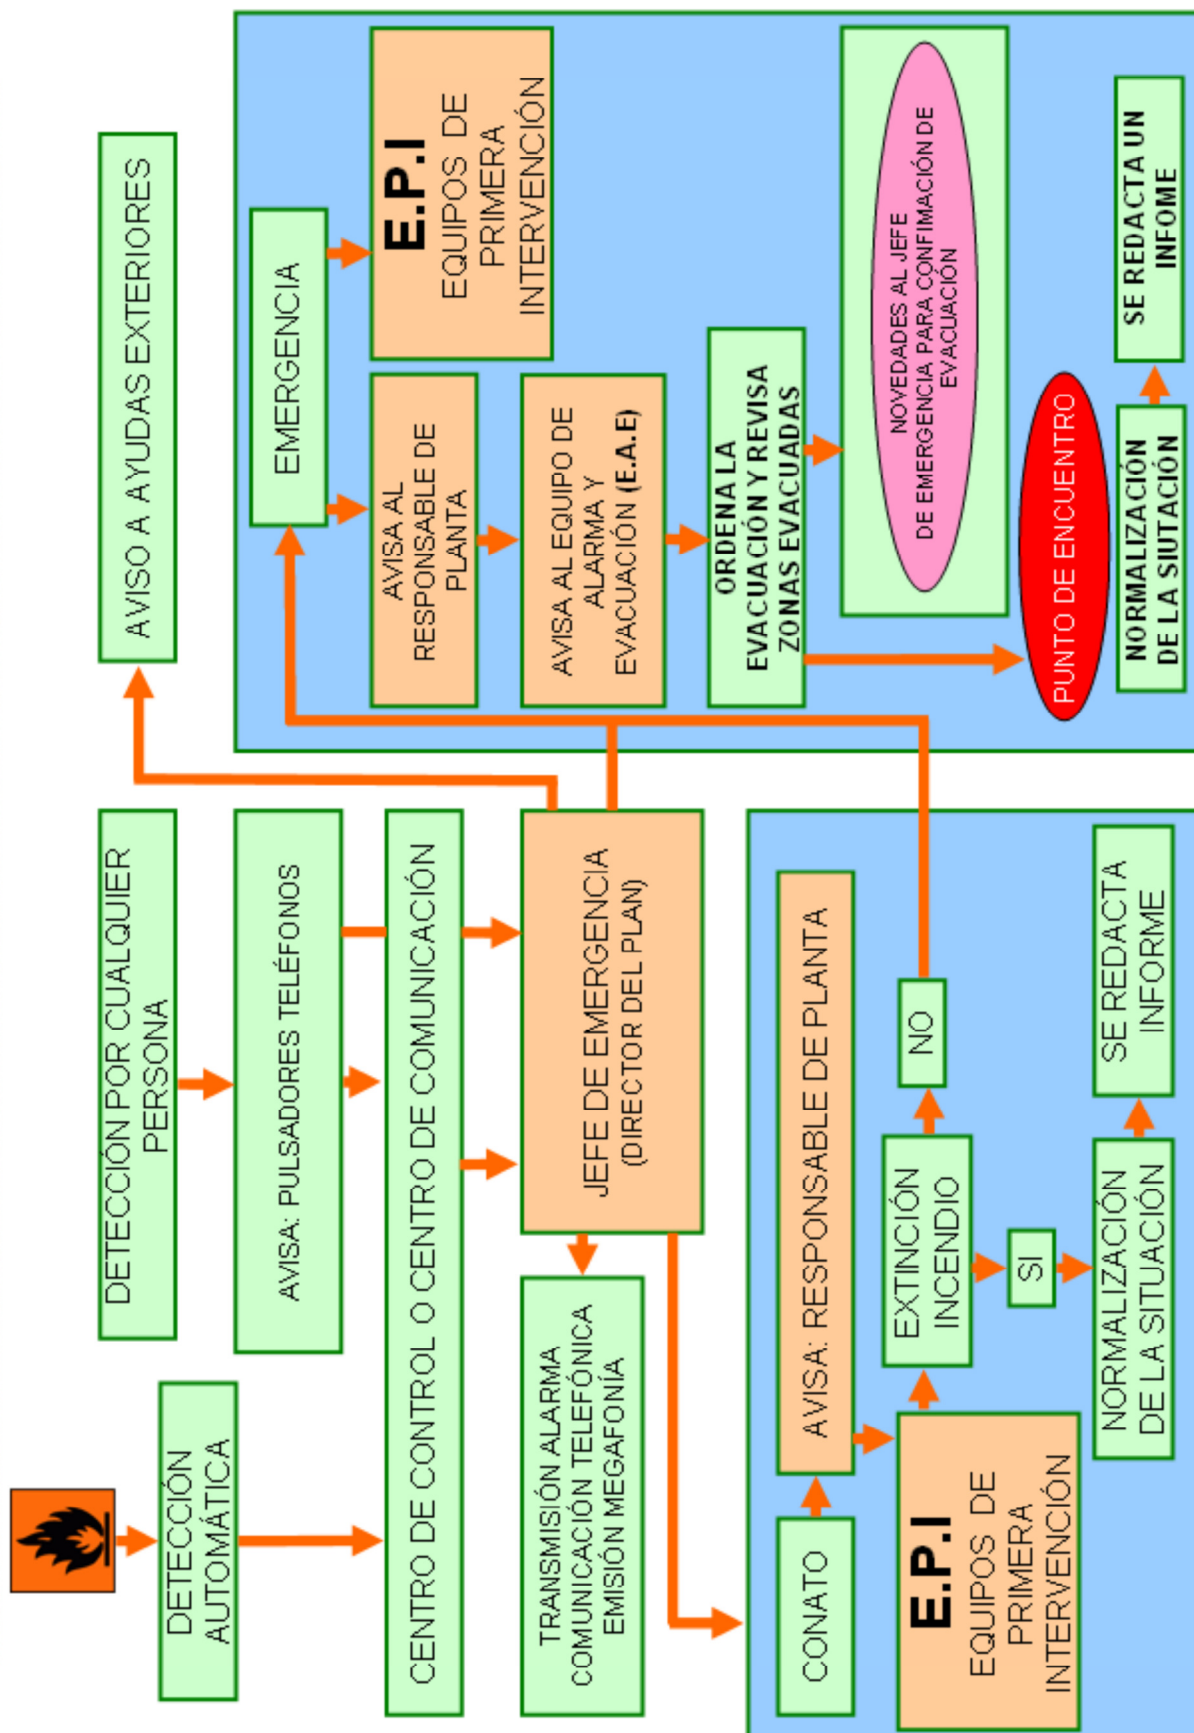 DETECCIÓN
AUTOMÁTICA
DETECCIÓN POR CUALQUIER
PERSONA
AVISO A AYUDAS EXTERIORES
AVISA: PULSADORES TELÉFONOS
CENTRO DE CONTROL O CENTRO DE COMUNICACIÓN
JEFE DE EMERGENCIA
(DIRECTOR DEL PLAN)
TRANSMISIÓN ALARMA
COMUNICACIÓN TELEFÓNICA
EMISIÓN MEGAFONÍA
CONATO
AVISA: RESPONSABLE DE PLANTA
E.P.I
EQUIPOS DE
PRIMERA
INTERVENCIÓN
EXTINCIÓN
INCENDIO
NO
SI
NORMALIZACIÓN
DE LA SITUACIÓN
SE REDACTA
INFORME
EMERGENCIA
AVISA AL
RESPONSABLE DE
PLANTA
E.P.I
EQUIPOS DE
PRIMERA
INTERVENCIÓN
AVISA AL EQUIPO DE
ALARMA Y
EVACUACIÓN (E.A.E)
ORDENA LA
EVACUACIÓN Y REVISA
ZONAS EVACUADAS
NOVEDADES AL JEFE
DE EMERGENCIA PARA CONFIMACIÓN DE
EVACUACIÓN
PUNTO DE ENCUENTRO
NORMALIZACIÓN
DE LA SIUTACIÓN
SE REDACTA UN
INFOME